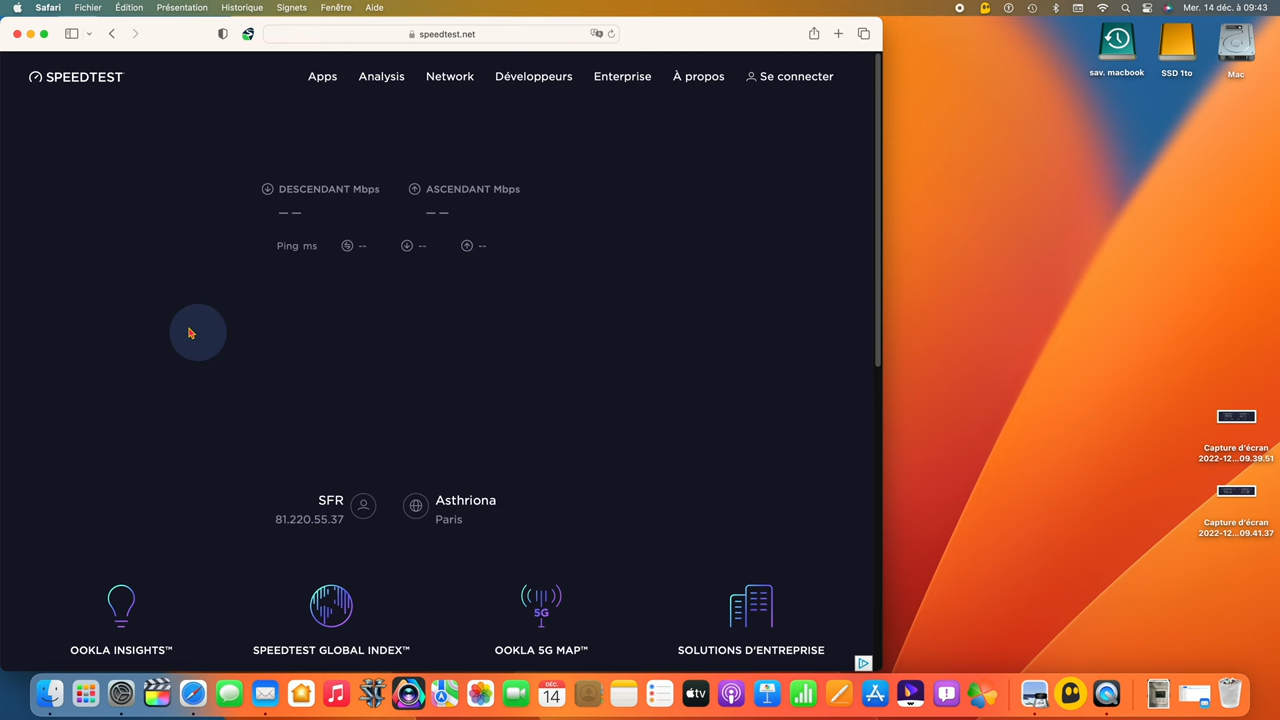 Safari Fichier Édition Présentation Historique Signets Fenêtre Aide Mer. 14 déc. à 09:43
speedtest.net
SPEEDTEST Apps Analysis Network Développeurs Enterprise À propos Se connecter
DESCENDANT Mbps ASCENDANT Mbps
— — — —
Ping ms -- -- --
SFR
81.220.55.37
Asthriona
Paris
5G
OOKLA INSIGHTS™ SPEEDTEST GLOBAL INDEX™ OOKLA 5G MAP™ SOLUTIONS D'ENTREPRISE
sav. macbook SSD 1to Mac
Capture d'écran
2022-12...09.39.51
Capture d'écran
2022-12...09.41.37
DÉC.
14
tv